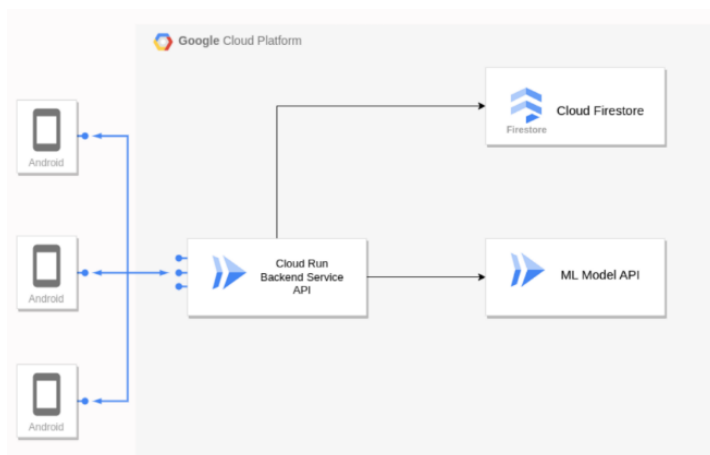 Google Cloud Platform
Android
Android
Android
Cloud Run
Backend Service
API
Firestore
Cloud Firestore
ML Model API